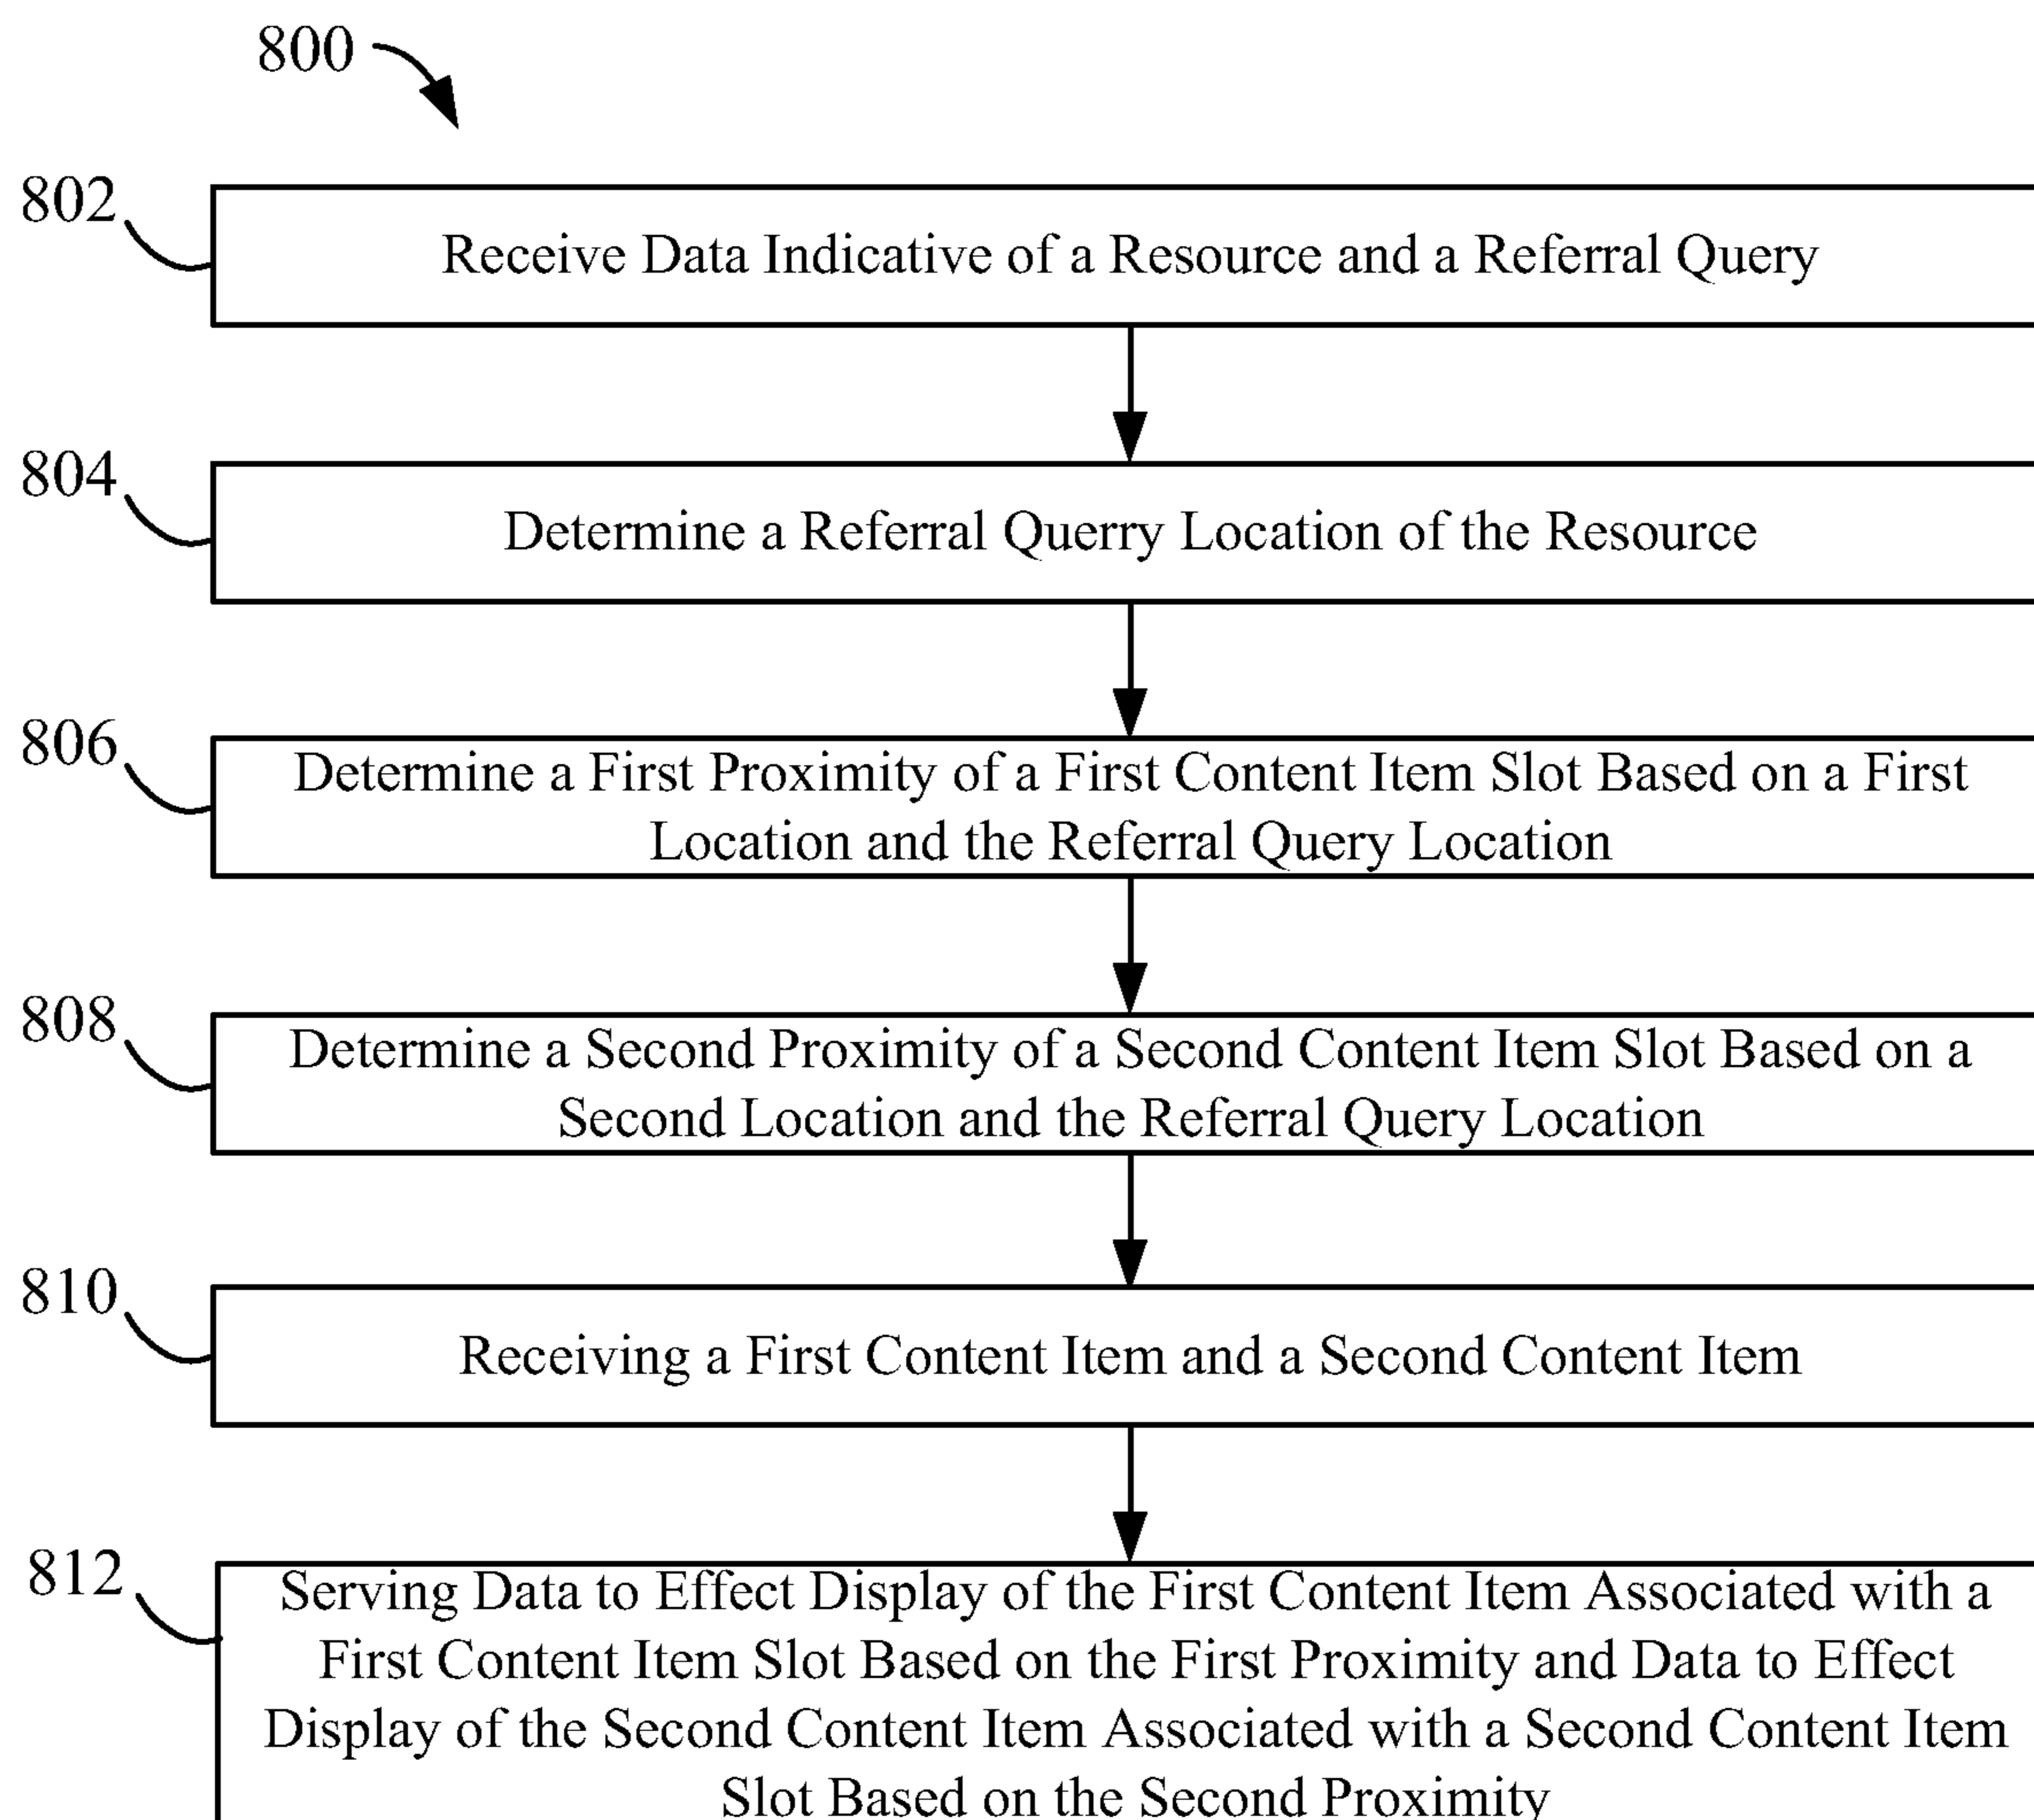 800
802
Receive Data Indicative of a Resource and a Referral Query
804
Determine a Referral Querry Location of the Resource
806
Determine a First Proximity of a First Content Item Slot Based on a First
Location and the Referral Query Location
808
Determine a Second Proximity of a Second Content Item Slot Based on a
Second Location and the Referral Query Location
810
Receiving a First Content Item and a Second Content Item
812
Serving Data to Effect Display of the First Content Item Associated with a
First Content Item Slot Based on the First Proximity and Data to Effect
Display of the Second Content Item Associated with a Second Content Item
Slot Based on the Second Proximity